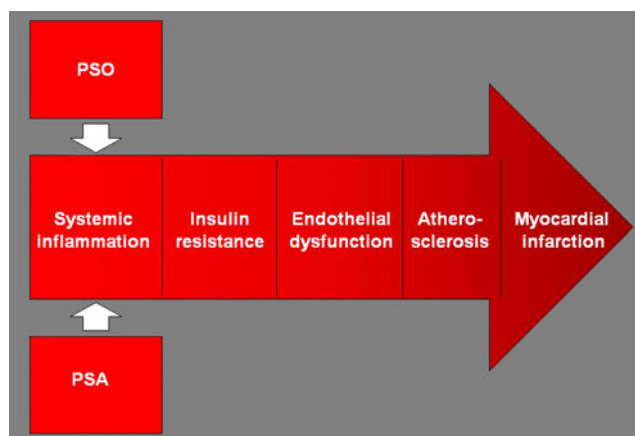 PSO
Systemic
inflammation
Insulin
resistance
Endothelial
dysfunction
Athero-
sclerosis
Myocardial
infarction
PSA